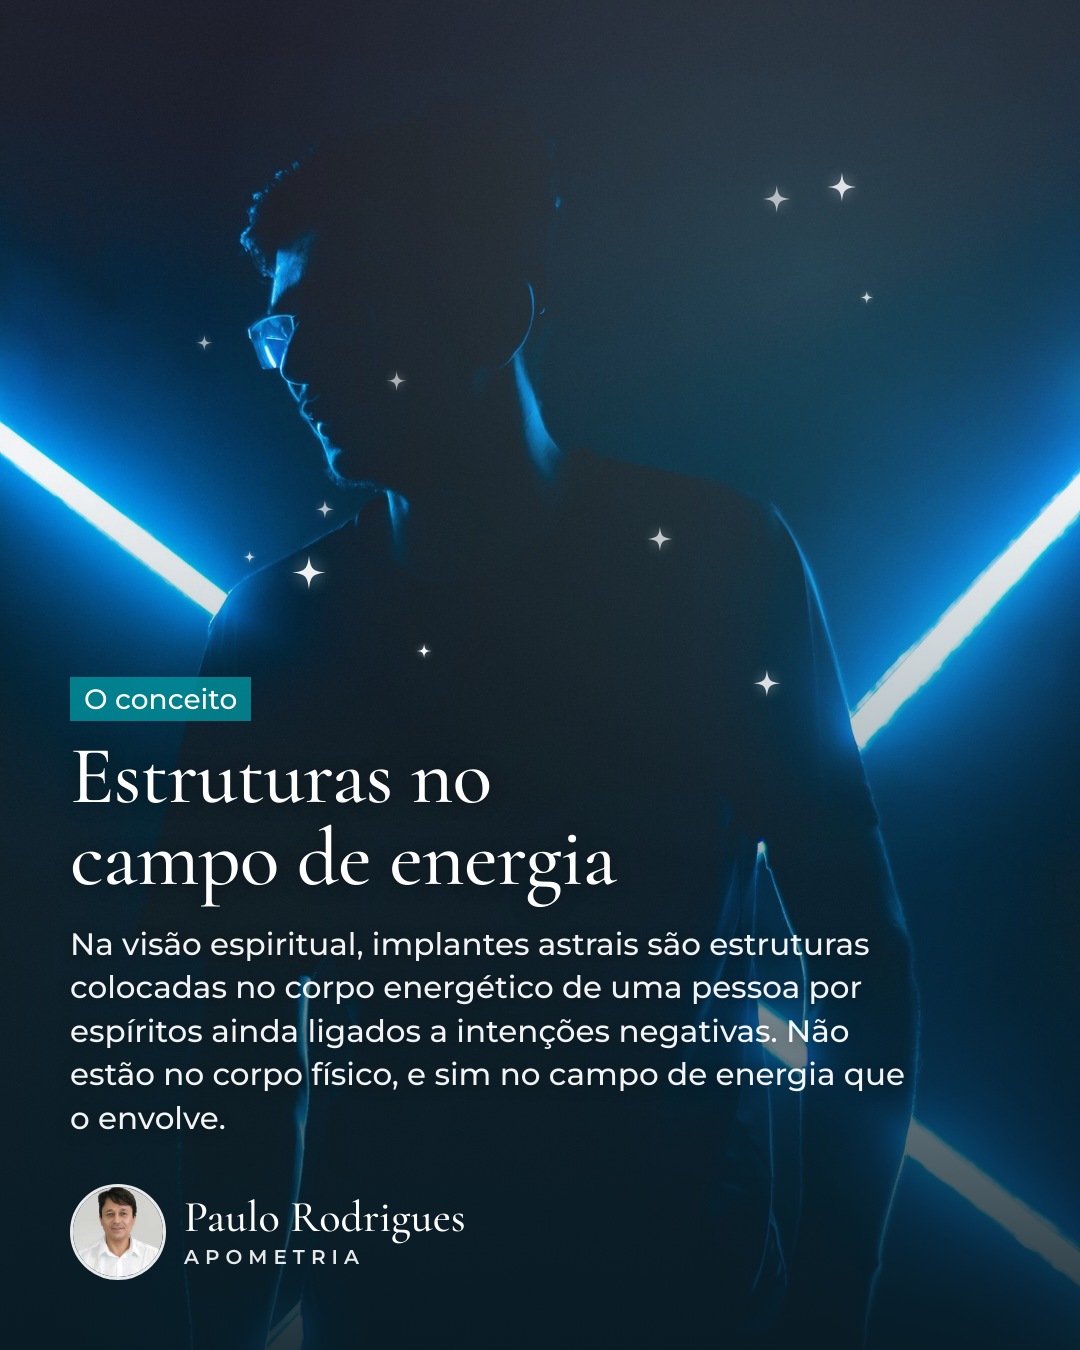 O conceito
Estruturas no
campo de energia
Na visão espiritual, implantes astrais são estruturas
colocadas no corpo energético de uma pessoa por
espíritos ainda ligados a intenções negativas. Não
estão no corpo físico, e sim no campo de energia que
o envolve.
Paulo Rodrigues
APOMETRIA